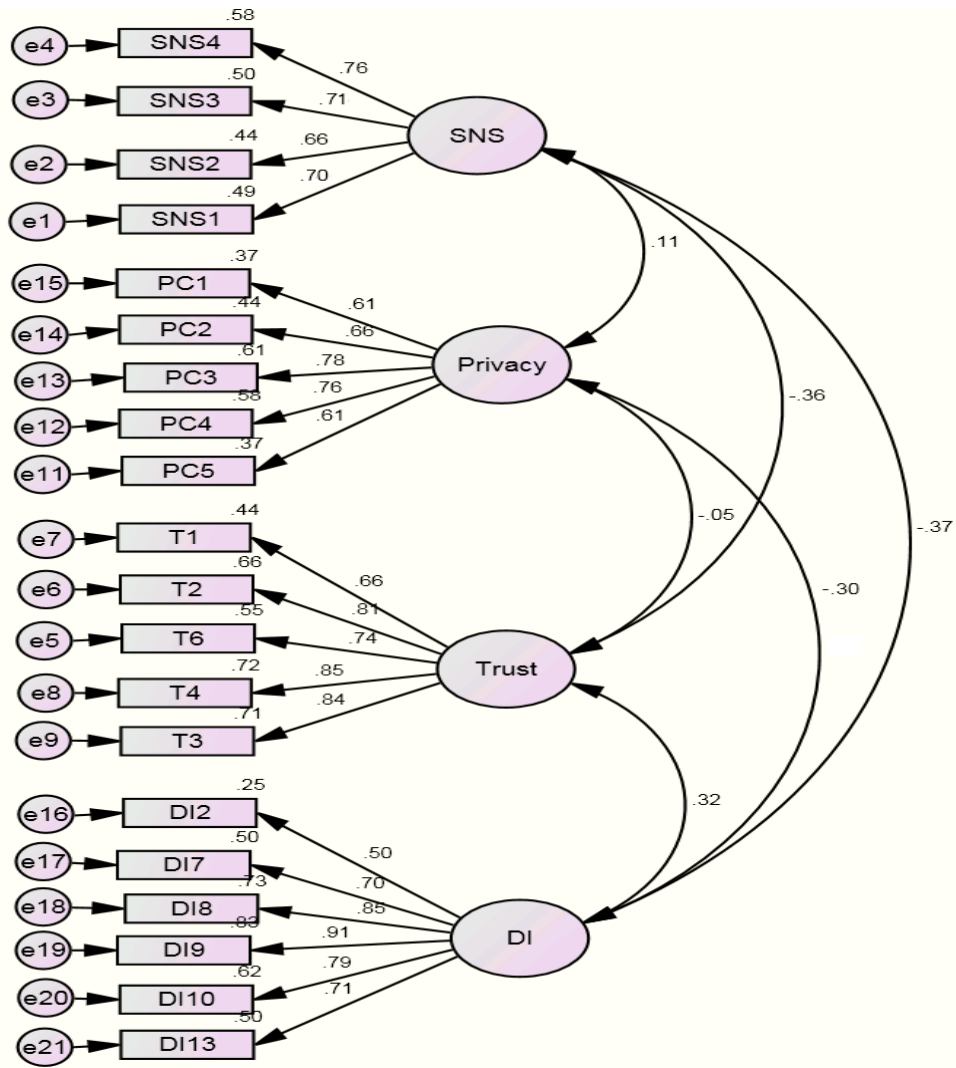 .58
e4 SNS4
.76
.50
e3 SNS3
.71
SNS
.44
.66
e2 SNS2
.70
.49
e1 SNS1
.11
.37
e15 PC1
.61
.44
e14 PC2
.66
.61
.78
Privacy
e13 PC3
.76
.58
-.36
e12 PC4
.61
.37
e11 PC5
.44
-.05
e7 T1
-.37
.66
.66
e6 T2
-.30
.81
.55
e5 T6
.74
.72
.85
Trust
e8 T4
.84
.71
e9 T3
.25
.32
e16 DI2
.50
.50
e17 DI7
.70
.73
e18 DI8
.85
.83
.91
DI
e19 DI9
.79
.62
e20 DI10
.71
.50
e21 DI13